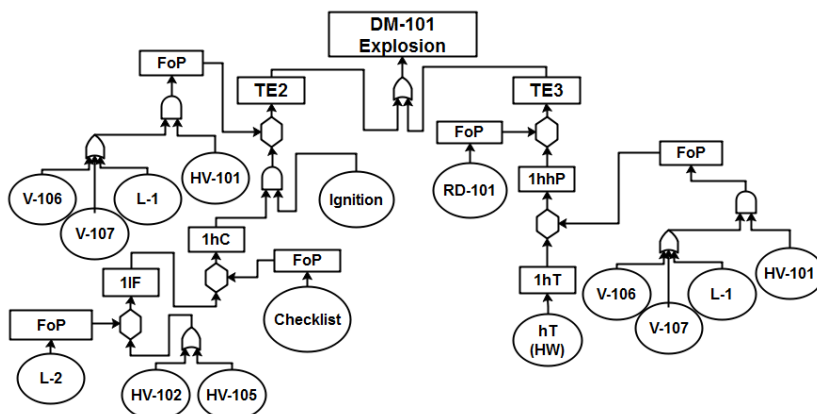 DM-101
Explosion
FoP
TE2
TE3
FoP
FoP
HV-101
V-106
L-1
V-107
Ignition
RD-101
1hhP
1hC
FoP
1lF
1hT
V-106
L-1
HV-101
V-107
FoP
Checklist
hT
(HW)
L-2
HV-102
HV-105